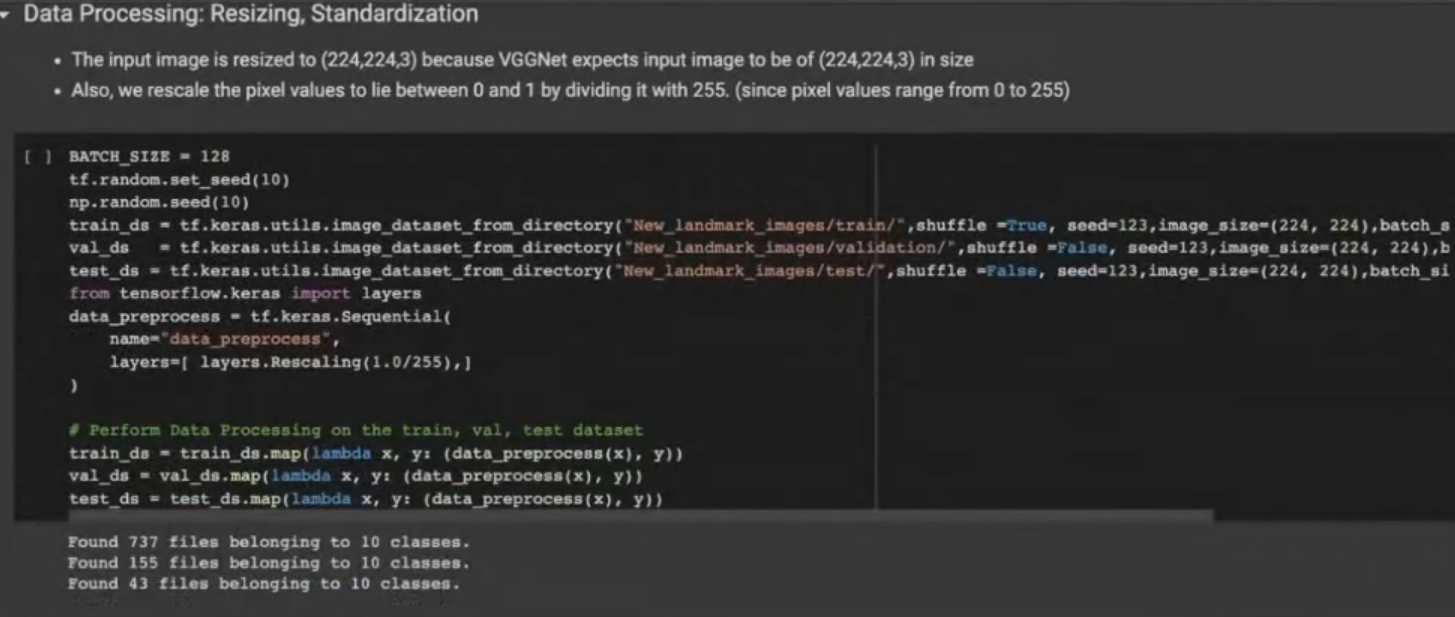 Data Processing: Resizing, Standardization
• The input image is resized to (224,224,3) because VGGNet expects input image to be of (224,224,3) in size
• Also, we rescale the pixel values to lie between 0 and 1 by dividing it with 255. (since pixel values range from 0 to 255)
[ ] BATCH_SIZE = 128
tf.random.set_seed(10)
np.random.seed(10)
train_ds = tf.keras.utils.image_dataset_from_directory("New_landmark_images/train/",shuffle =True, seed=123,image_size=(224, 224),batch_s
val_ds   = tf.keras.utils.image_dataset_from_directory("New_landmark_images/validation/",shuffle =False, seed=123,image_size=(224, 224),b
test_ds = tf.keras.utils.image_dataset_from_directory("New_landmark_images/test/",shuffle =False, seed=123,image_size=(224, 224),batch_si
from tensorflow.keras import layers
data_preprocess = tf.keras.Sequential(
    name="data_preprocess",
    layers=[ layers.Rescaling(1.0/255),]
)
# Perform Data Processing on the train, val, test dataset
train_ds = train_ds.map(lambda x, y: (data_preprocess(x), y))
val_ds = val_ds.map(lambda x, y: (data_preprocess(x), y))
test_ds = test_ds.map(lambda x, y: (data_preprocess(x), y))
Found 737 files belonging to 10 classes.
Found 155 files belonging to 10 classes.
Found 43 files belonging to 10 classes.